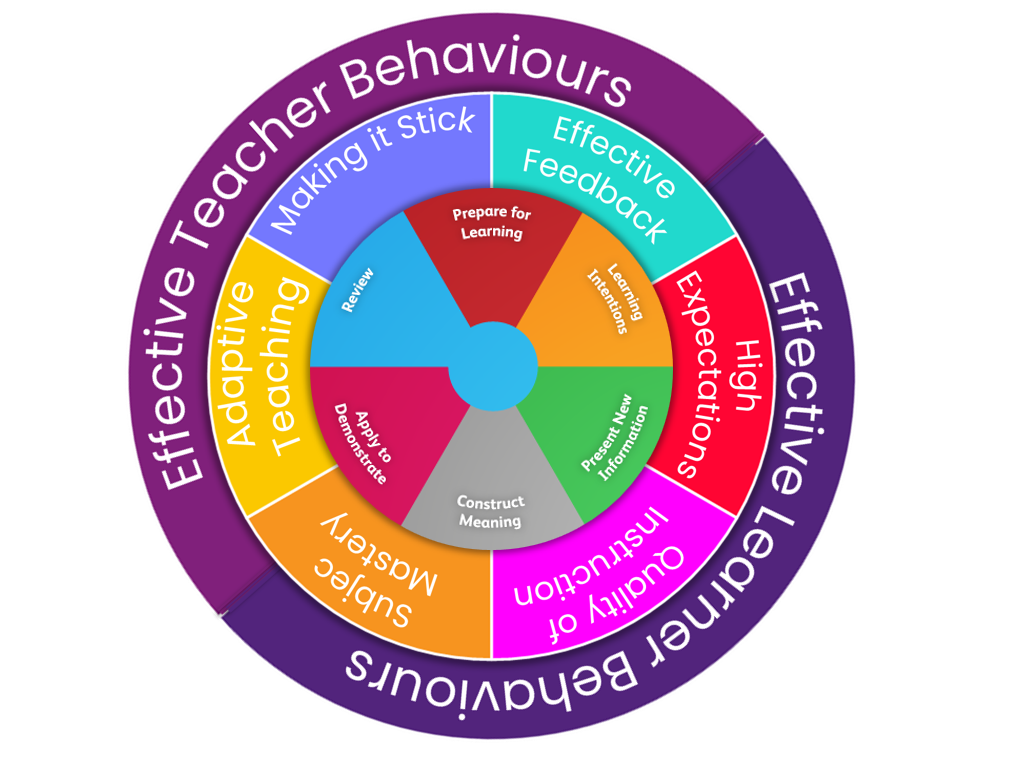 Effective Teacher Behaviours
Effective Learner Behaviours
Making it Stick
Effective
Feedback
High
Expectations
Quality of
Instruction
Subjec
Mastery
Adaptive
Teaching
Prepare for
Learning
Learning
Intentions
Present New
Information
Construct
Meaning
Apply to
Demonstrate
Review